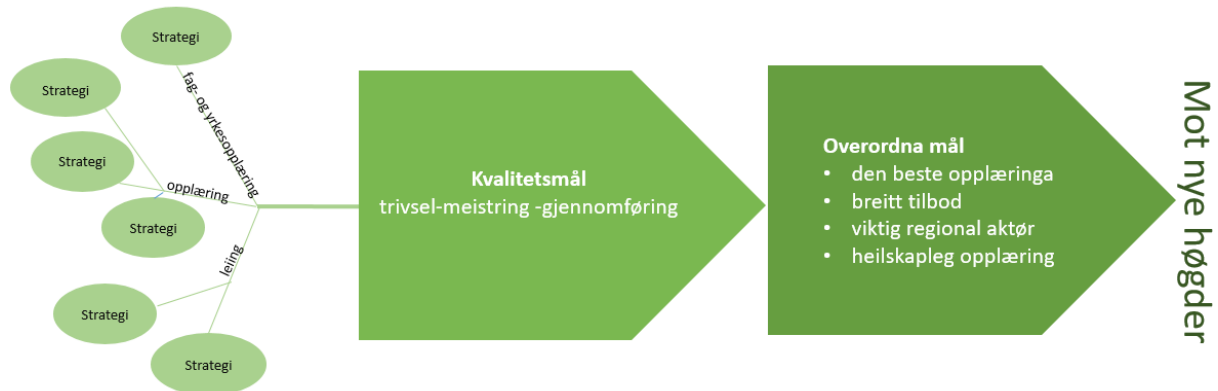 Strategi
fag- og yrkesopplæring
Strategi
Strategi
opplæring
Strategi
leiing
Strategi
Strategi
Kvalitetsmål
trivsel-meistring -gjennomføring
Overordna mål
• den beste opplæringa
• breitt tilbod
• viktig regional aktør
• heilskapleg opplæring
Mot nye høgder